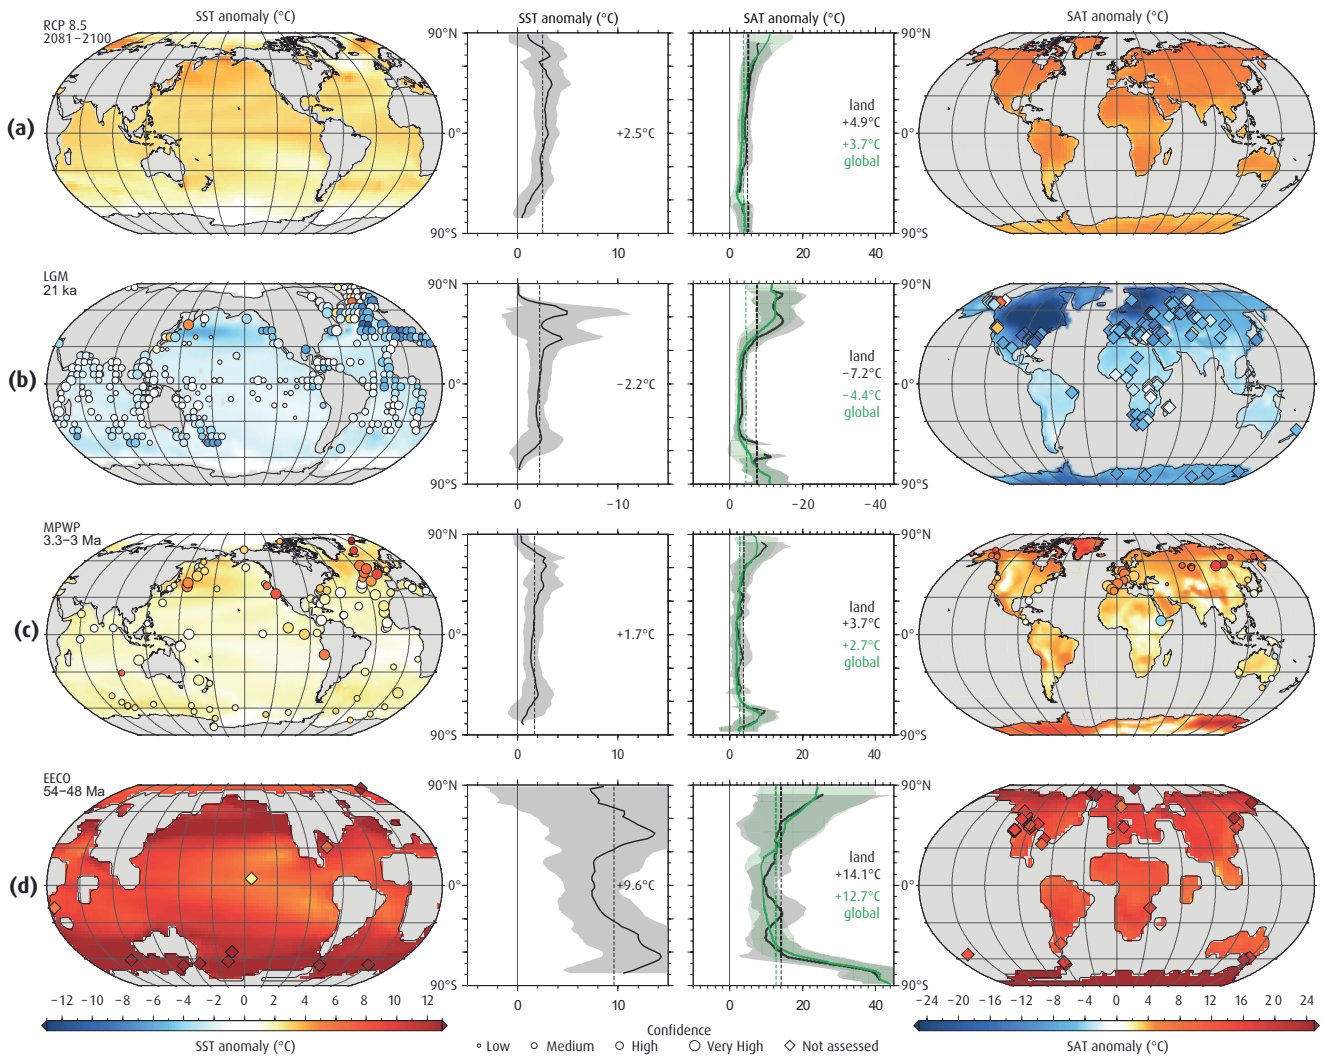 SST anomaly (°C)
SST anomaly (°C)
SAT anomaly (°C)
SAT anomaly (°C)
RCP 8.5
2081–2100
(a)
90°N
0°
90°S
+2.5°C
land
+4.9°C
+3.7°C
global
90°N
0°
90°S
0 10
0 20 40
LGM
21 ka
(b)
90°N
0°
90°S
−2.2°C
land
−7.2°C
−4.4°C
global
90°N
0°
90°S
0 −10
0 −20 −40
MPWP
3.3–3 Ma
(c)
90°N
0°
90°S
+1.7°C
land
+3.7°C
+2.7°C
global
90°N
0°
90°S
0 10
0 20 40
EECO
54–48 Ma
(d)
90°N
0°
90°S
+9.6°C
land
+14.1°C
+12.7°C
global
90°N
0°
90°S
0 10
0 20 40
−12 −10 −8 −6 −4 −2 0 2 4 6 8 10 12
SST anomaly (°C)
Confidence
Low Medium High Very High Not assessed
−24 −20 −16 −12 −8 −4 0 4 8 12 16 20 24
SAT anomaly (°C)